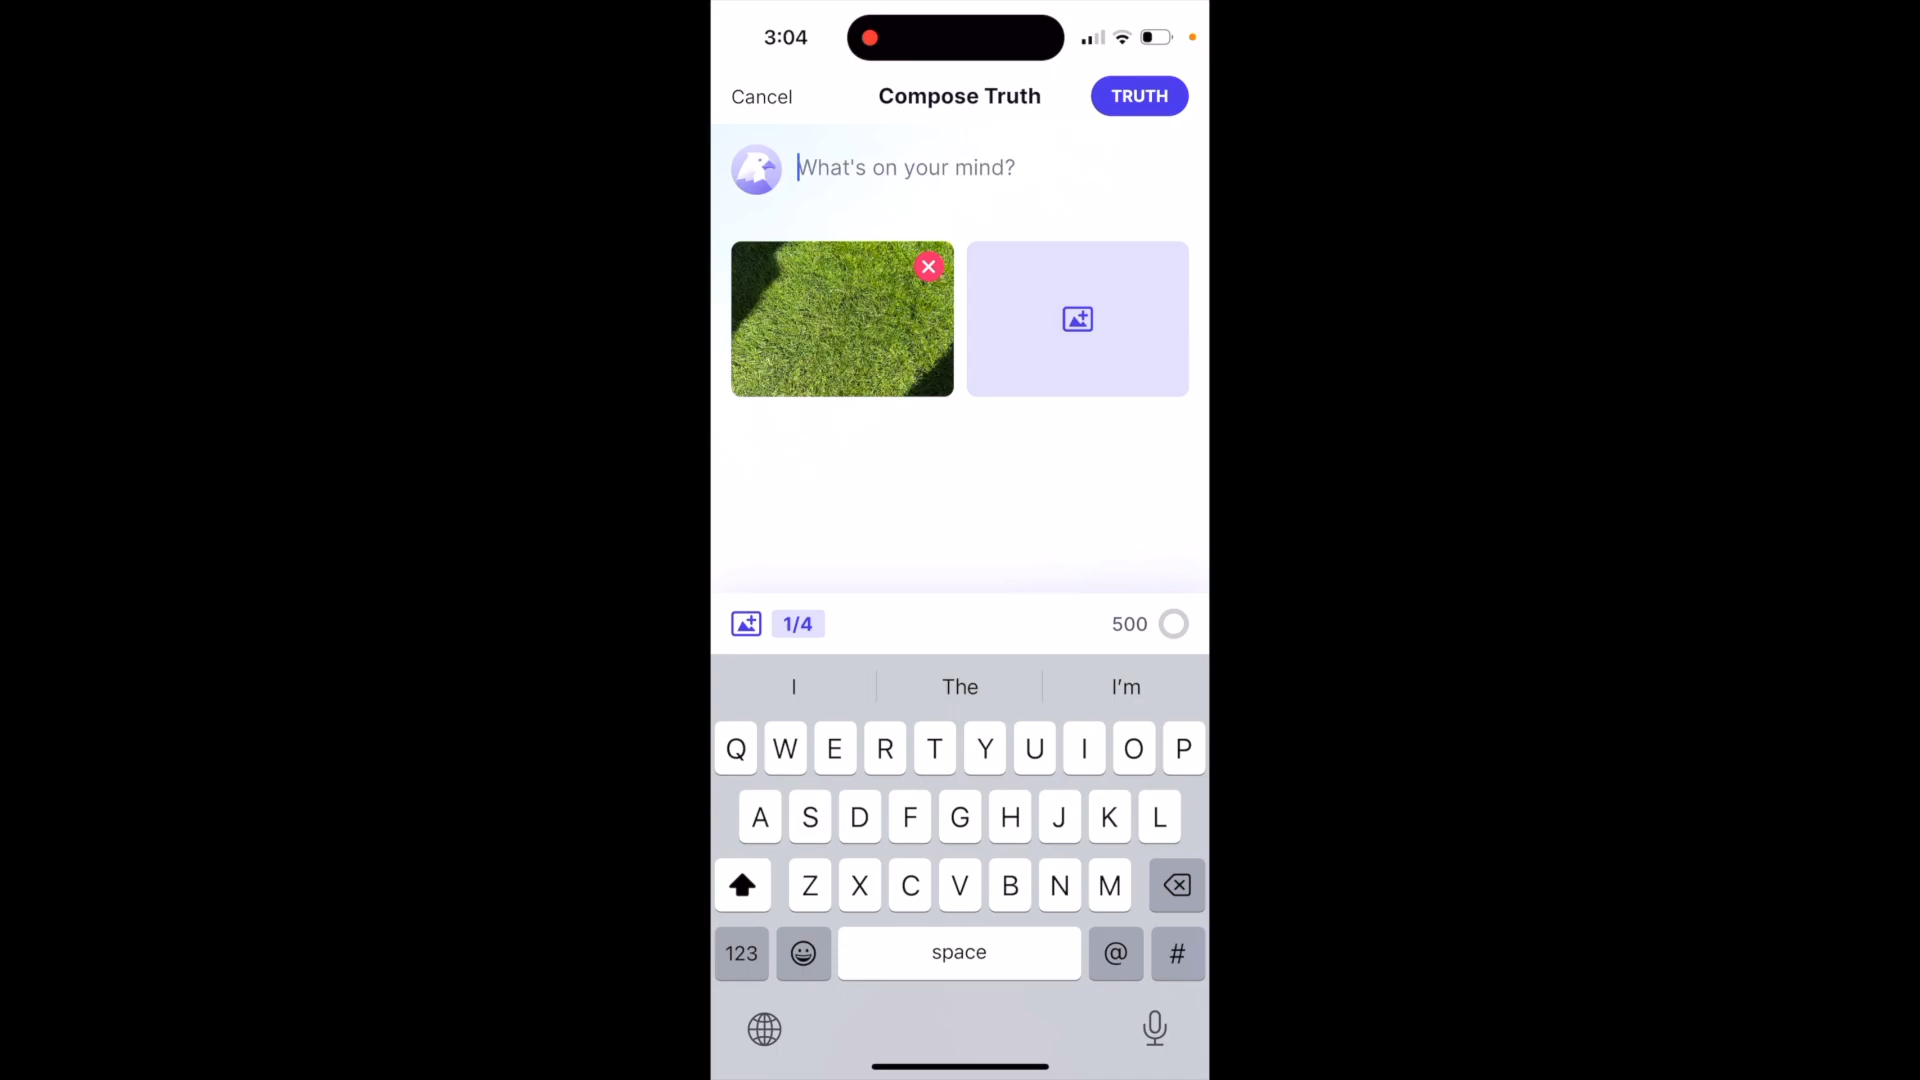 3:04
Cancel Compose Truth TRUTH
What's on your mind?
1/4 500
I The I'm
Q W E R T Y U I O P
A S D F G H J K L
Z X C V B N M
123 space @ #